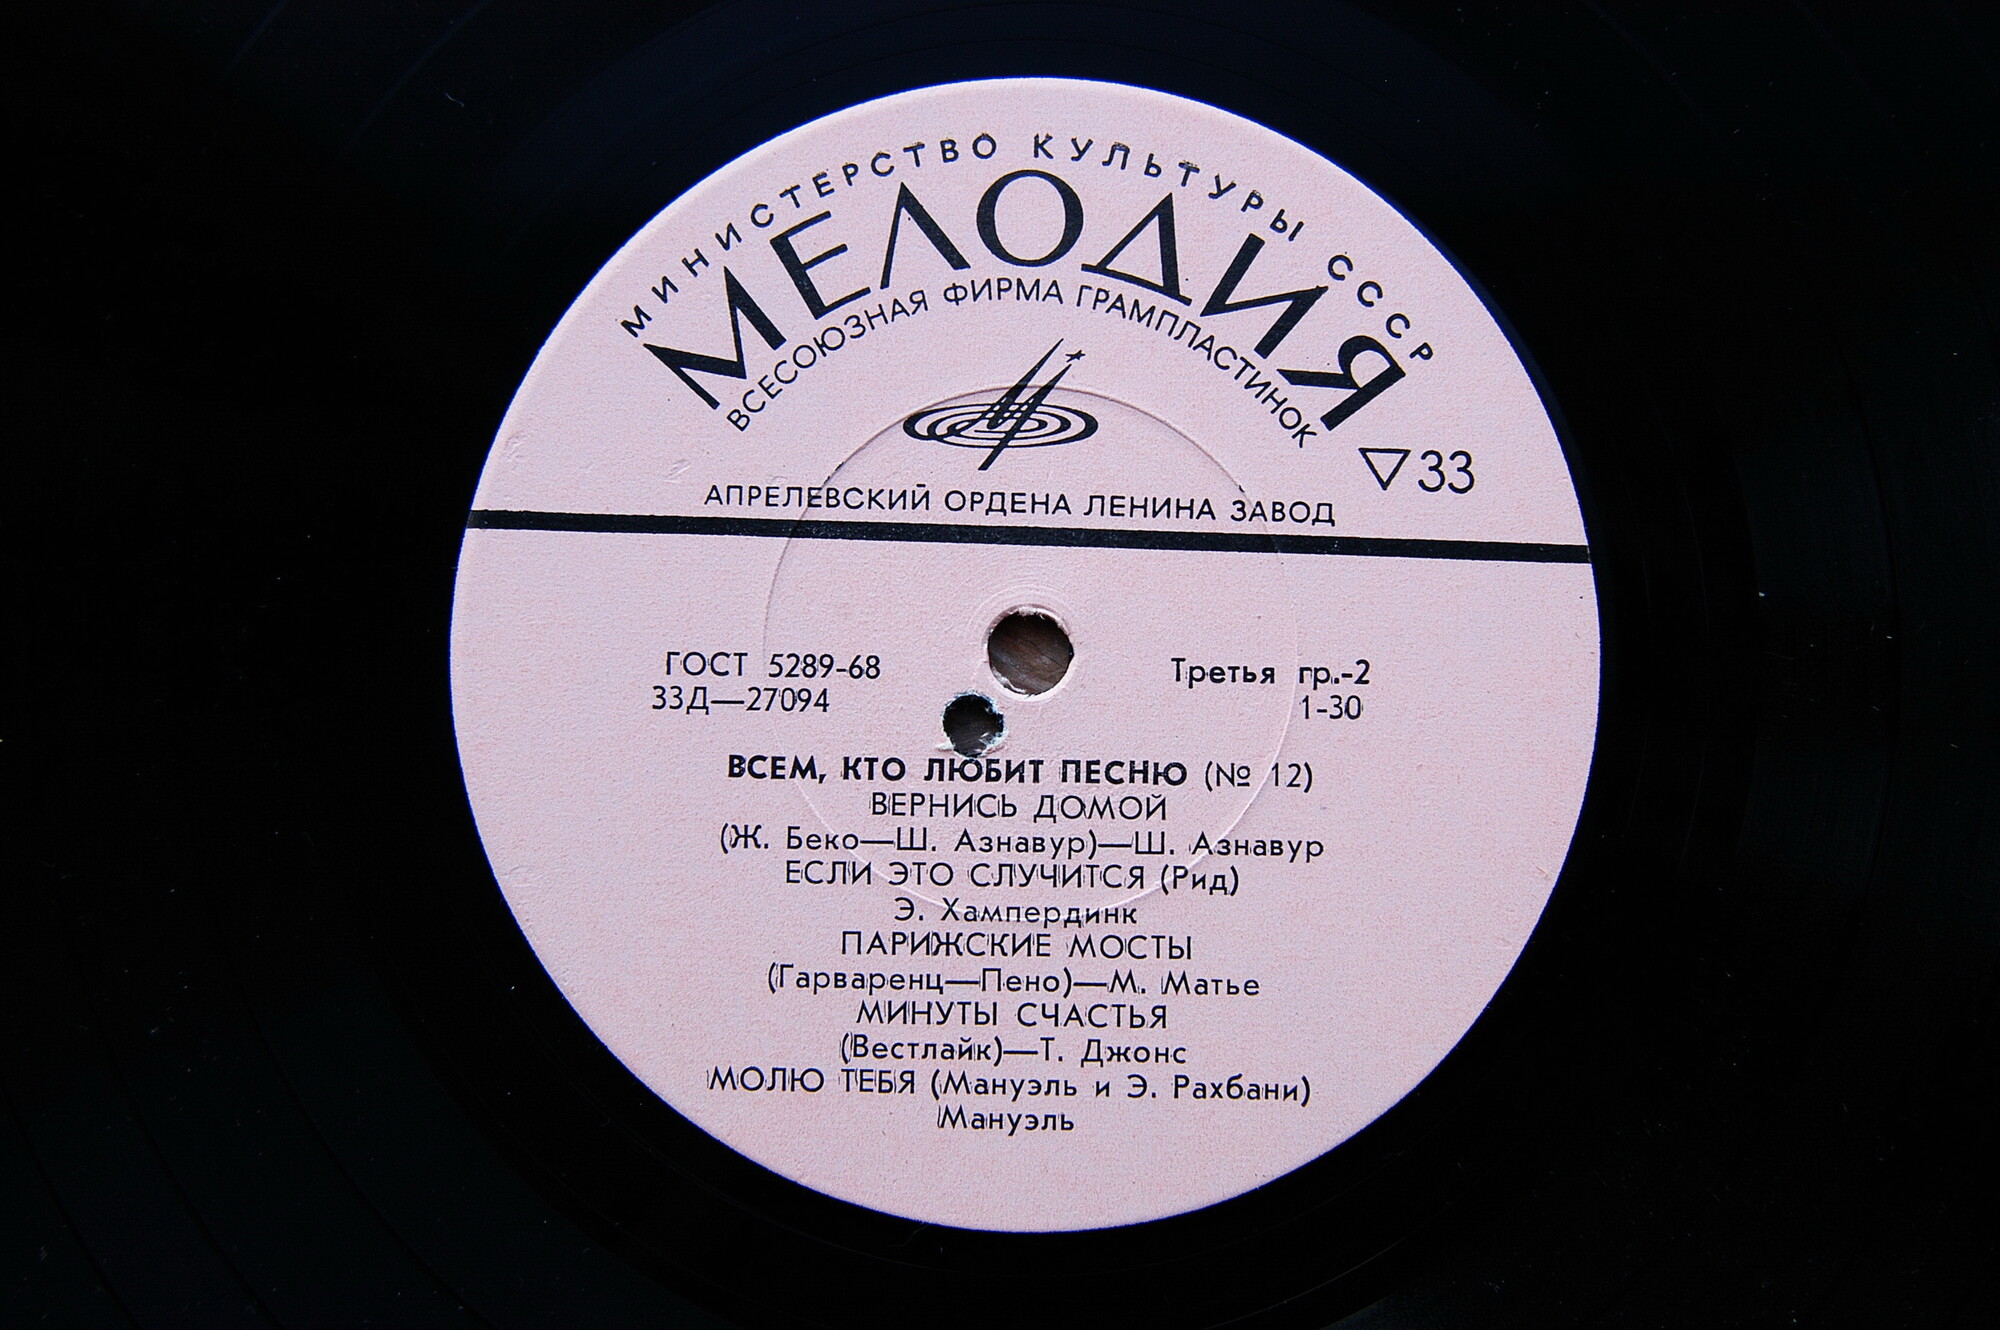 МИНИСТЕРСТВО КУЛЬТУРЫ СССР
МЕЛОДИЯ
ВСЕСОЮЗНАЯ ФИРМА ГРАМПЛАСТИНОК
33
АПРЕЛЕВСКИЙ ОРДЕНА ЛЕНИНА ЗАВОД
ГОСТ 5289-68
33Д—27094
Третья гр.-2
1-30
ВСЕМ, КТО ЛЮБИТ ПЕСНЮ (№ 12)
ВЕРНИСЬ ДОМОЙ
(Ж. Беко—Ш. Азнавур)—Ш. Азнавур
ЕСЛИ ЭТО СЛУЧИТСЯ (Рид)
Э. Хампердинк
ПАРИЖСКИЕ МОСТЫ
(Гарваренц—Пено)—М. Матье
МИНУТЫ СЧАСТЬЯ
(Вестлайк)—Т. Джонс
МОЛЮ ТЕБЯ (Мануэль и Э. Рахбани)
Мануэль